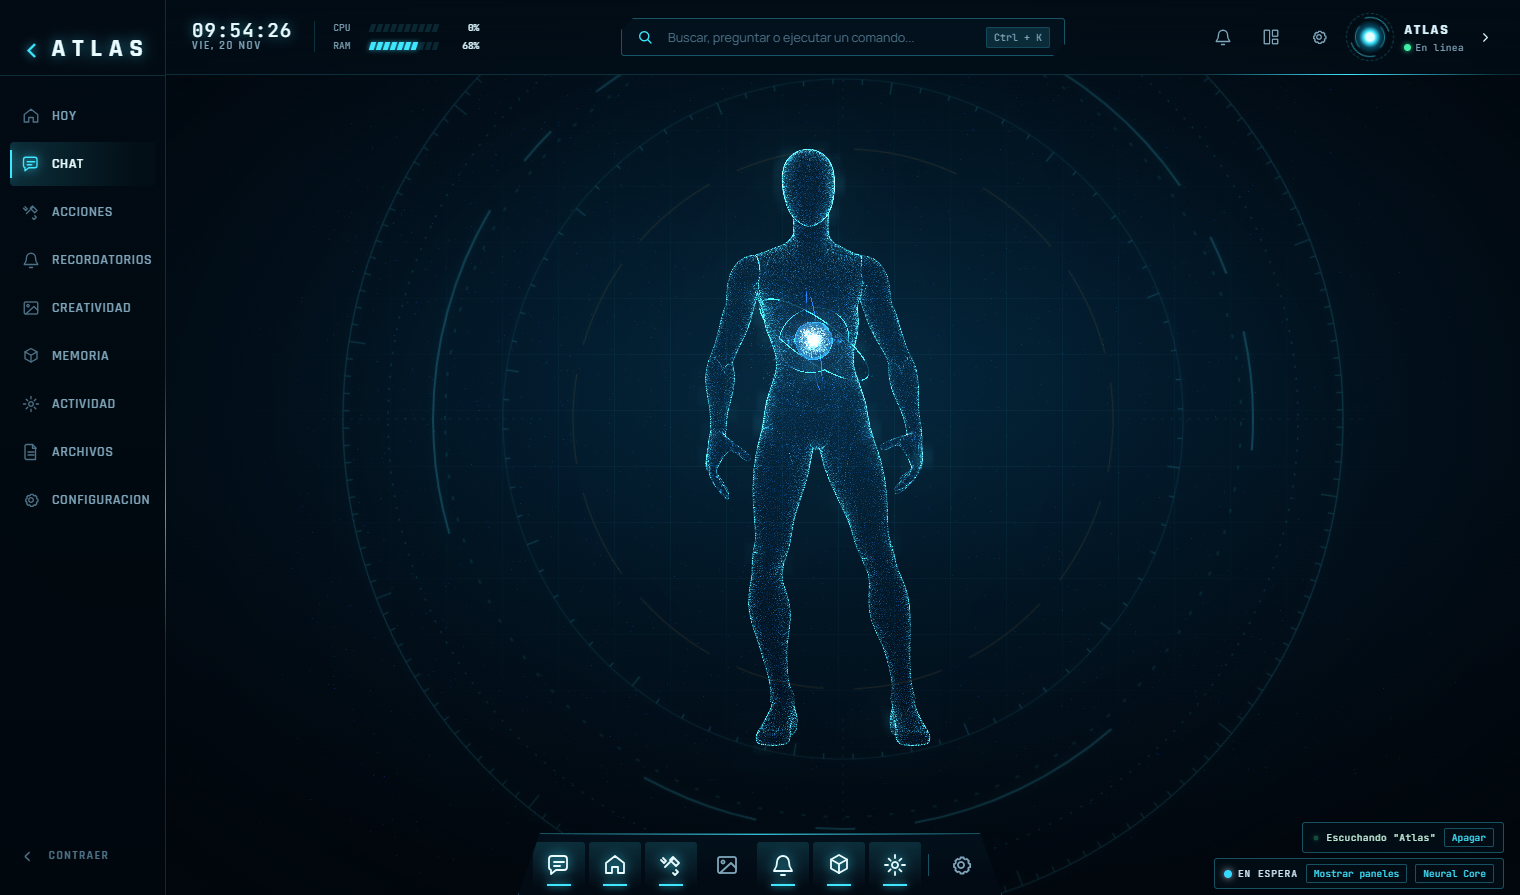 ATLAS
09:54:26
VIE, 20 NOV
CPU 0%
RAM 68%
Buscar, preguntar o ejecutar un comando...
Ctrl + K
ATLAS
En linea
HOY
CHAT
ACCIONES
RECORDATORIOS
CREATIVIDAD
MEMORIA
ACTIVIDAD
ARCHIVOS
CONFIGURACION
CONTRAER
Escuchando "Atlas" Apagar
EN ESPERA Mostrar paneles Neural Core